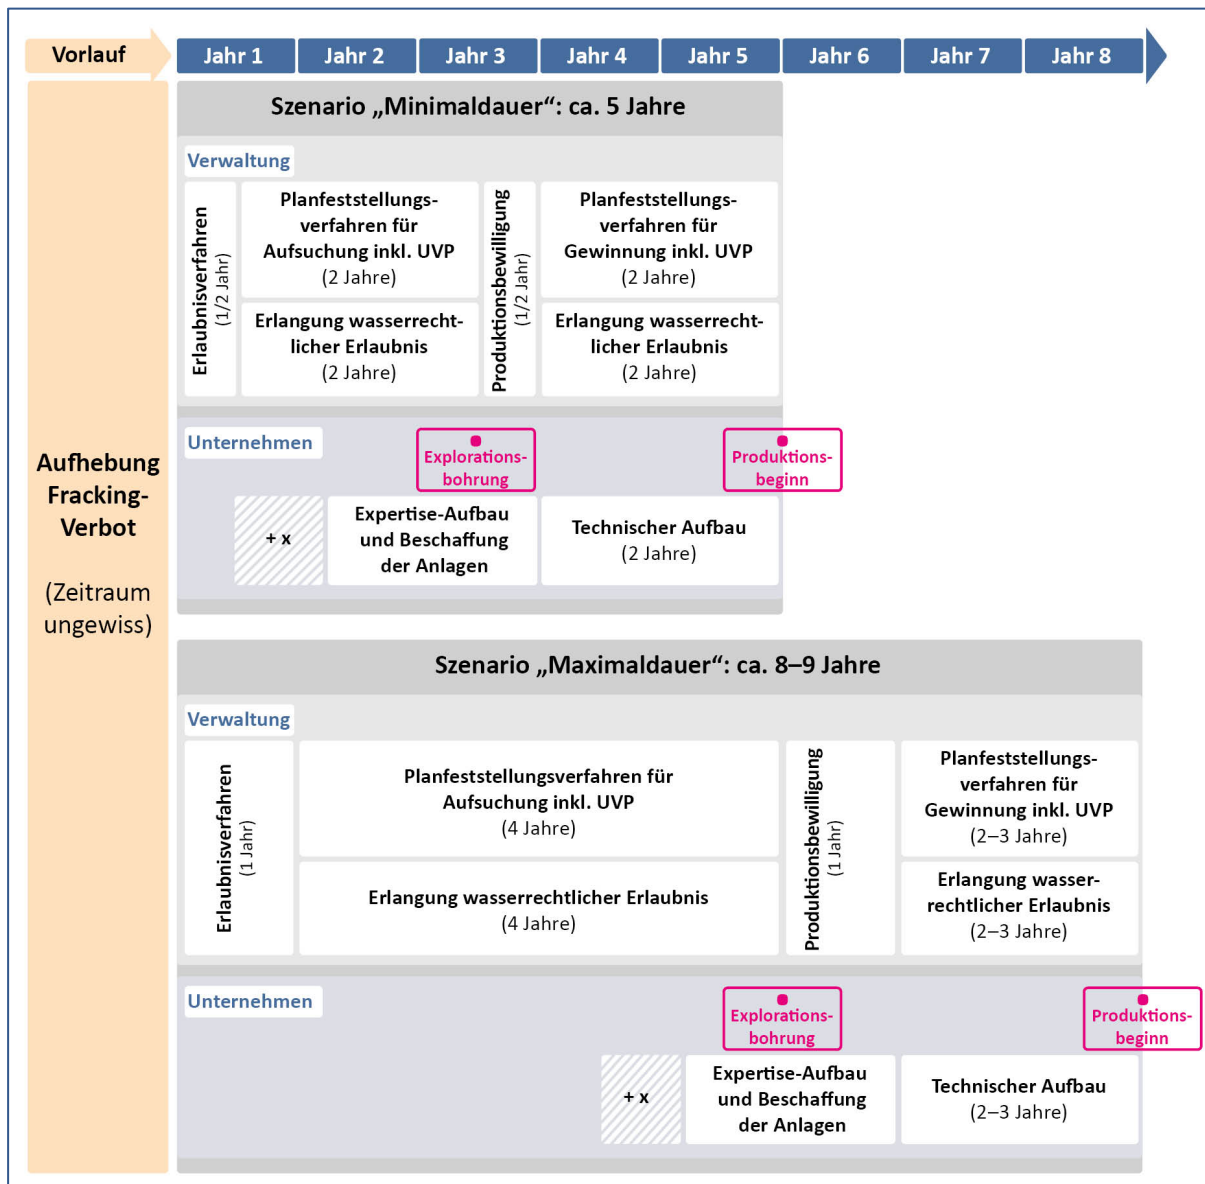 Vorlauf
Jahr 1
Jahr 2
Jahr 3
Jahr 4
Jahr 5
Jahr 6
Jahr 7
Jahr 8
Aufhebung
Fracking-
Verbot
(Zeitraum
ungewiss)
Szenario „Minimaldauer“: ca. 5 Jahre
Verwaltung
Erlaubnisverfahren
(1/2 Jahr)
Planfeststellungs-
verfahren für
Aufsuchung inkl. UVP
(2 Jahre)
Erlangung wasserrecht-
licher Erlaubnis
(2 Jahre)
Produktionsbewilligung
(1/2 Jahr)
Planfeststellungs-
verfahren für
Gewinnung inkl. UVP
(2 Jahre)
Erlangung wasserrecht-
licher Erlaubnis
(2 Jahre)
Unternehmen
Explorations-
bohrung
Produktions-
beginn
+ x
Expertise-Aufbau
und Beschaffung
der Anlagen
Technischer Aufbau
(2 Jahre)
Szenario „Maximaldauer“: ca. 8–9 Jahre
Verwaltung
Erlaubnisverfahren
(1 Jahr)
Planfeststellungsverfahren für
Aufsuchung inkl. UVP
(4 Jahre)
Erlangung wasserrechtlicher Erlaubnis
(4 Jahre)
Produktionsbewilligung
(1 Jahr)
Planfeststellungs-
verfahren für
Gewinnung inkl. UVP
(2–3 Jahre)
Erlangung wasser-
rechtlicher Erlaubnis
(2–3 Jahre)
Unternehmen
Explorations-
bohrung
Produktions-
beginn
+ x
Expertise-Aufbau
und Beschaffung
der Anlagen
Technischer Aufbau
(2–3 Jahre)